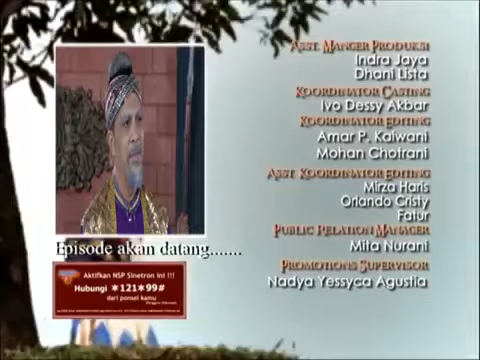 ASST. MANGER PRODUKSI
Indra Jaya
Dhani Lista
KOORDINATOR CASTING
Ivo Dessy Akbar
KOORDINATOR EDITING
Amar P. Kalwani
Mohan Chotrani
ASST. KOORDINATOR EDITING
Mirza Haris
Orlando Cristy
Fatur
PUBLIC RELATION MANAGER
Mita Nurani
PROMOTIONS SUPERVISOR
Nadya Yessyca Agustia
Episode akan datang.......
Aktifkan NSP Sinetron ini !!!
Hubungi *121*99#
dari ponsel kamu